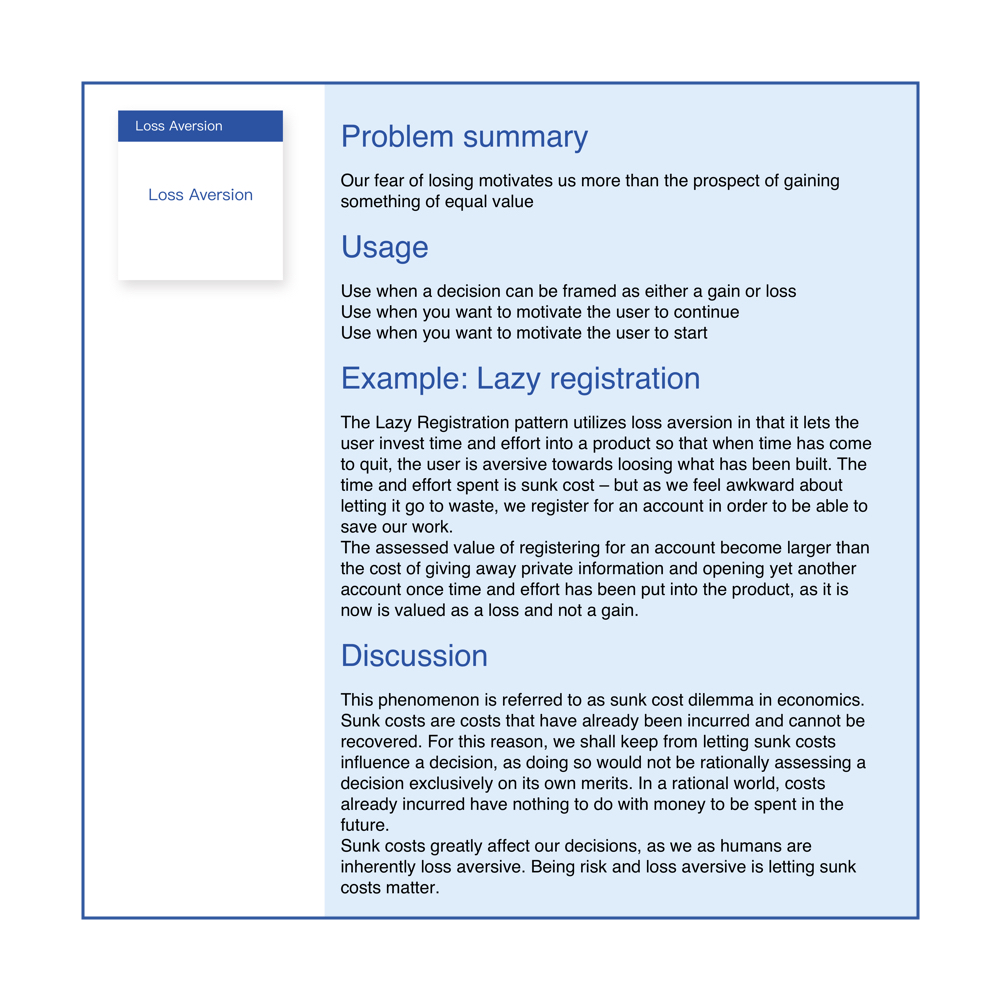 Loss Aversion
Loss Aversion
Problem summary
Our fear of losing motivates us more than the prospect of gaining
something of equal value
Usage
Use when a decision can be framed as either a gain or loss
Use when you want to motivate the user to continue
Use when you want to motivate the user to start
Example: Lazy registration
The Lazy Registration pattern utilizes loss aversion in that it lets the
user invest time and effort into a product so that when time has come
to quit, the user is aversive towards loosing what has been built. The
time and effort spent is sunk cost – but as we feel awkward about
letting it go to waste, we register for an account in order to be able to
save our work.
The assessed value of registering for an account become larger than
the cost of giving away private information and opening yet another
account once time and effort has been put into the product, as it is
now is valued as a loss and not a gain.
Discussion
This phenomenon is referred to as sunk cost dilemma in economics.
Sunk costs are costs that have already been incurred and cannot be
recovered. For this reason, we shall keep from letting sunk costs
influence a decision, as doing so would not be rationally assessing a
decision exclusively on its own merits. In a rational world, costs
already incurred have nothing to do with money to be spent in the
future.
Sunk costs greatly affect our decisions, as we as humans are
inherently loss aversive. Being risk and loss aversive is letting sunk
costs matter.